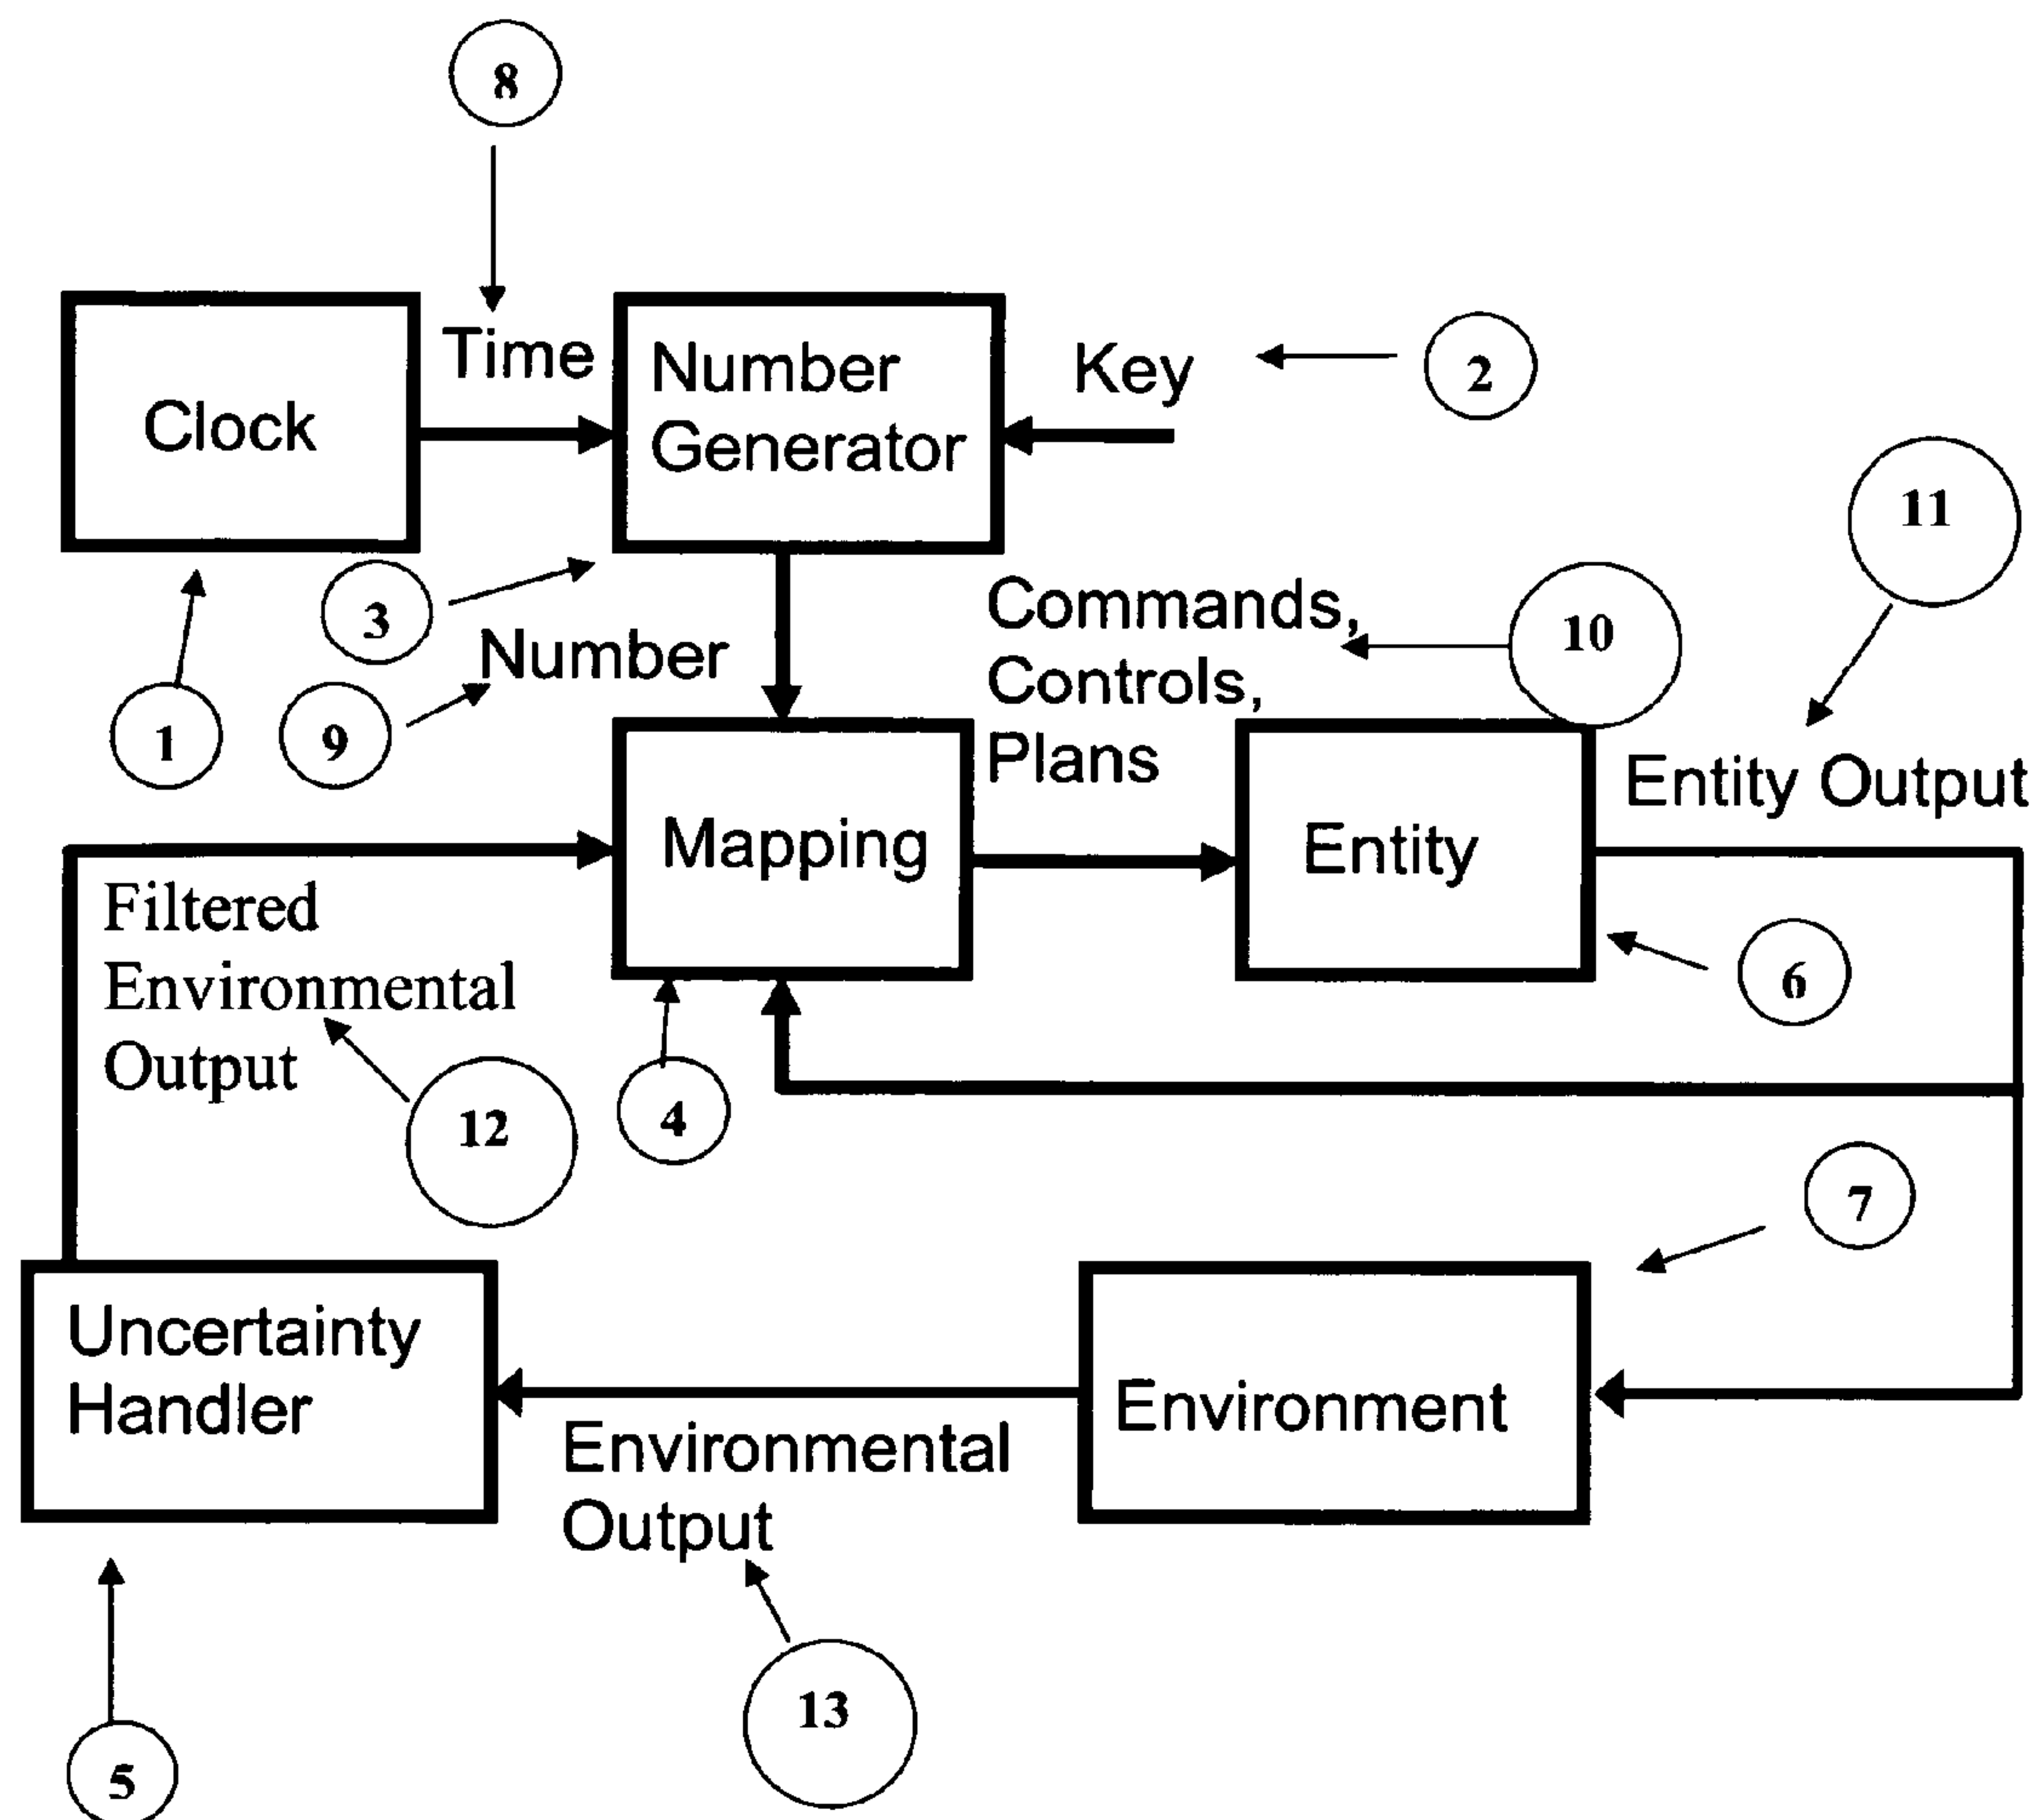 8
Time
Clock
Number
Generator
Key
2
11
3
Number
1
9
Commands,
Controls,
Plans
10
Entity Output
Mapping
Entity
6
Filtered
Environmental
Output
12
4
7
Uncertainty
Handler
Environmental
Output
Environment
13
5